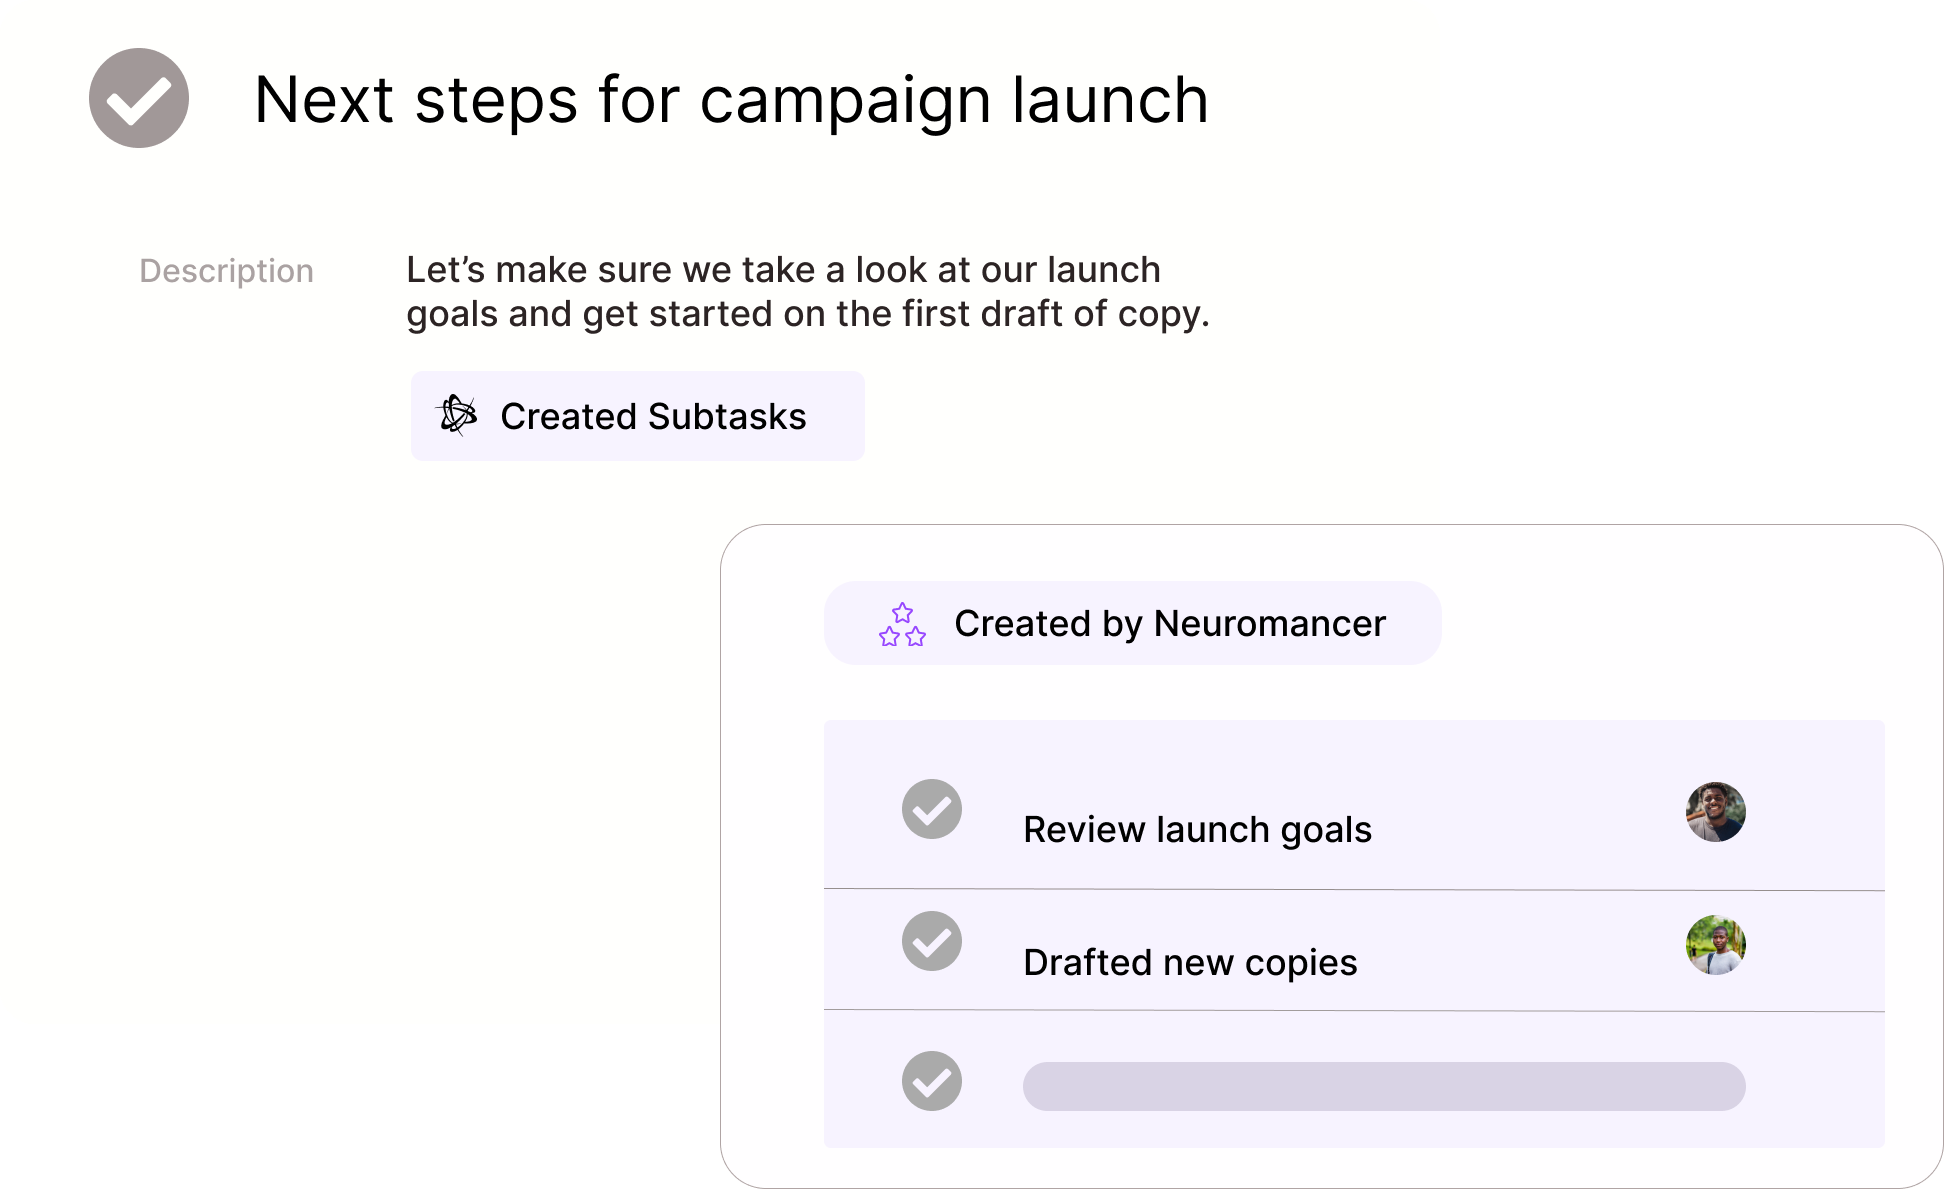 Next steps for campaign launch
Description
Let’s make sure we take a look at our launch
goals and get started on the first draft of copy.
Created Subtasks
Created by Neuromancer
Review launch goals
Drafted new copies